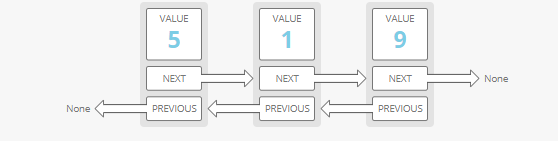 VALUE VALUE VALUE
5 1 9
NEXT NEXT NEXT None
None PREVIOUS PREVIOUS PREVIOUS